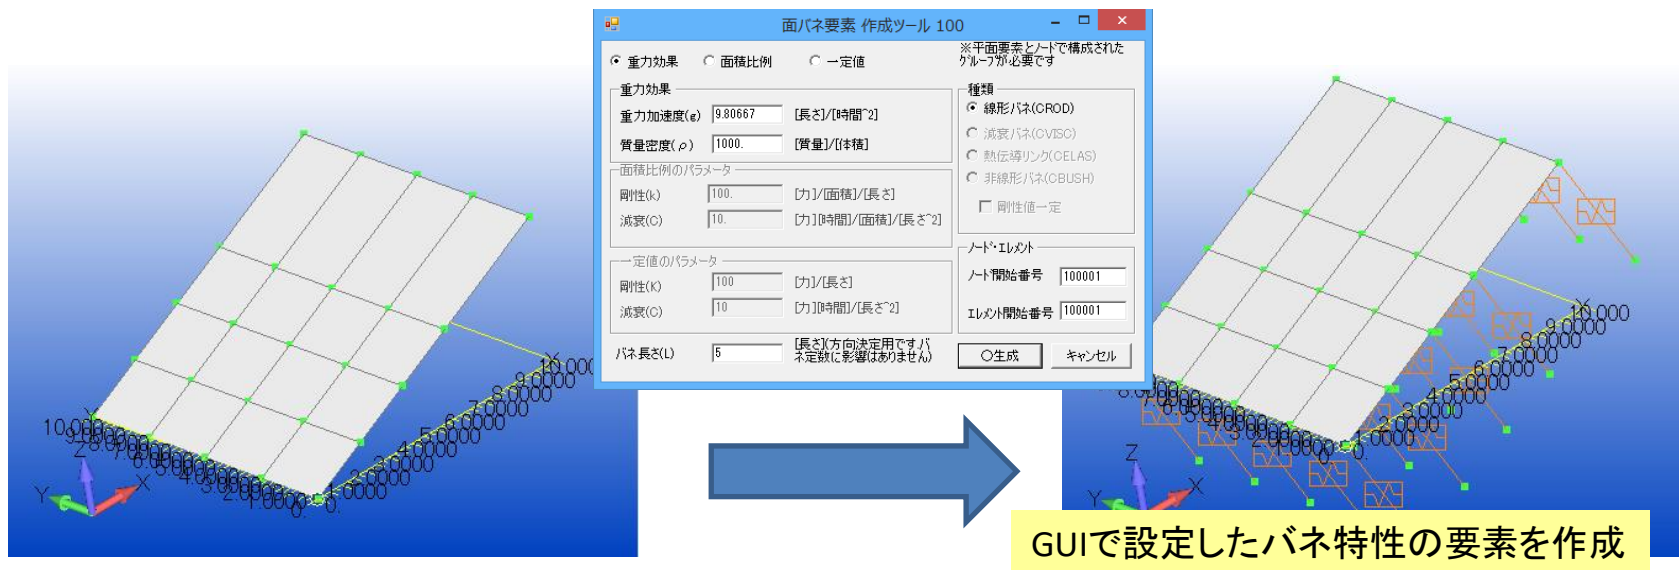 面バネ要素 作成ツール 100
重力効果 面積比例 一定値
※平面要素とノードで構成された
グループが必要です
重力効果
重力加速度(g) 9.80667 [長さ]/[時間^2]
質量密度(ρ) 1000. [質量]/[体積]
面積比例のパラメータ
剛性(k) 100. [力]/[面積]/[長さ]
減衰(C) 10. [力][時間]/[面積]/[長さ^2]
一定値のパラメータ
剛性(K) 100 [力]/[長さ]
減衰(C) 10 [力][時間]/[長さ^2]
バネ長さ(L) 5 [長さ](方向決定用です.バ
ネ定数に影響はありません)
種類
線形バネ(CROD)
減衰バネ(CVISC)
熱伝導リンク(CELAS)
非線形バネ(CBUSH)
剛性値一定
ノード・エレメント
ノード開始番号 100001
エレメント開始番号 100001
○生成 キャンセル
X
Y
Z
X
Y
Z
GUIで設定したバネ特性の要素を作成